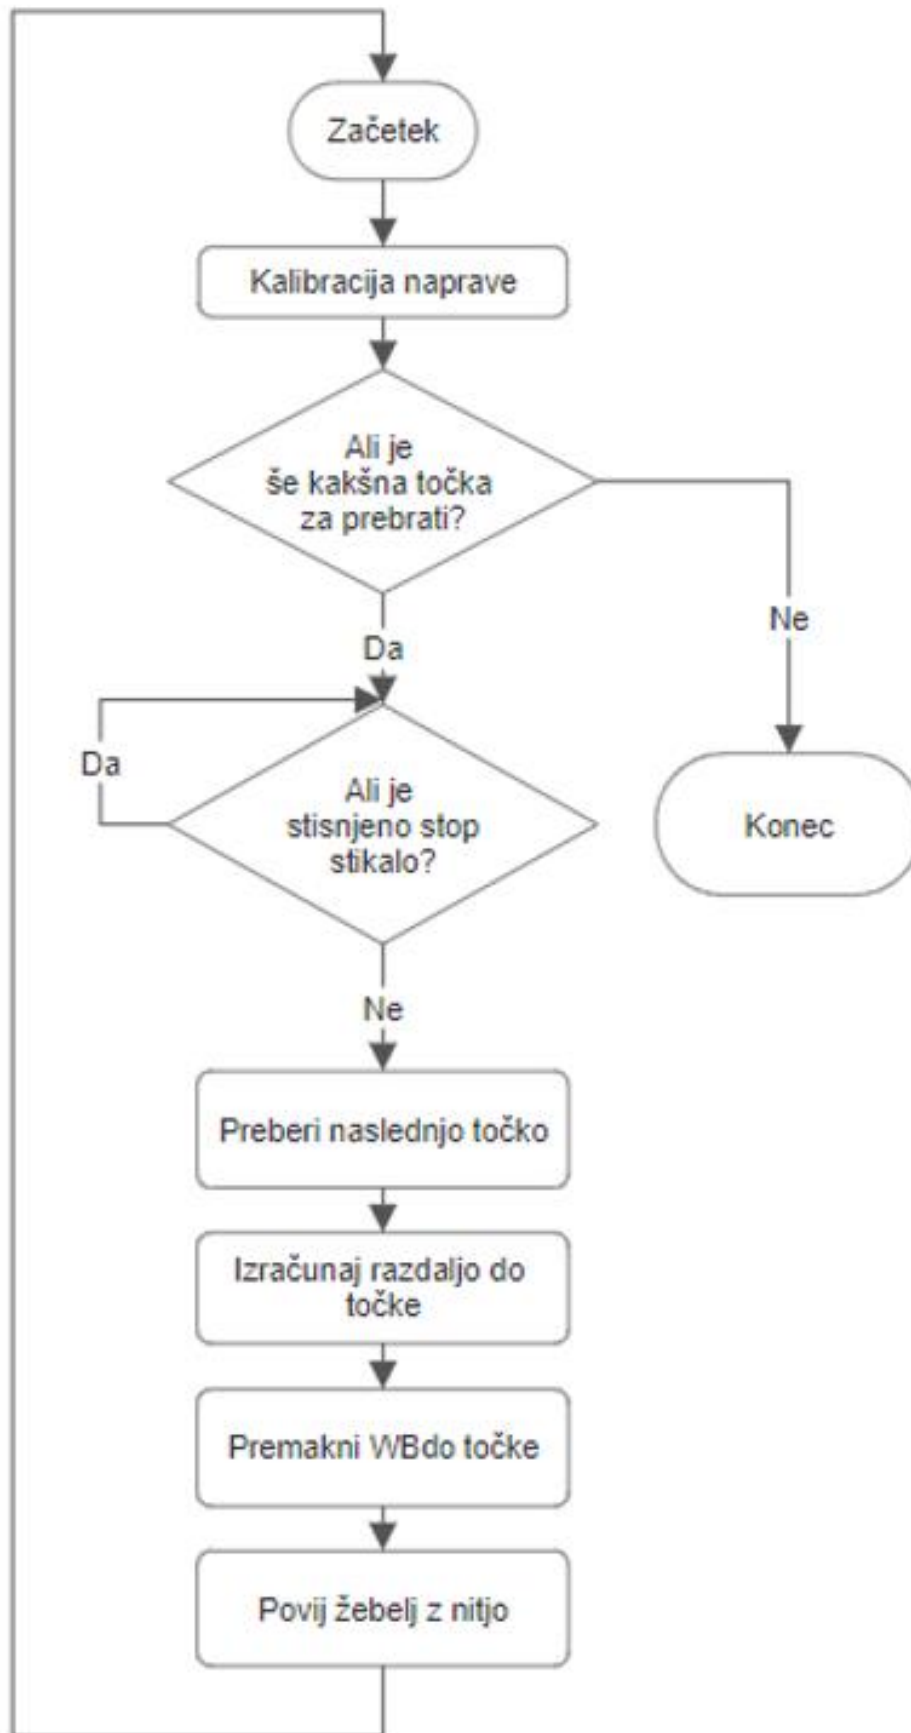 Začetek
Kalibracija naprave
Ali je
še kakšna točka
za prebrati?
Ne
Da
Da
Ali je
stisnjeno stop
stikalo?
Konec
Ne
Preberi naslednjo točko
Izračunaj razdaljo do
točke
Premakni WBdo točke
Povij žebelj z nitjo